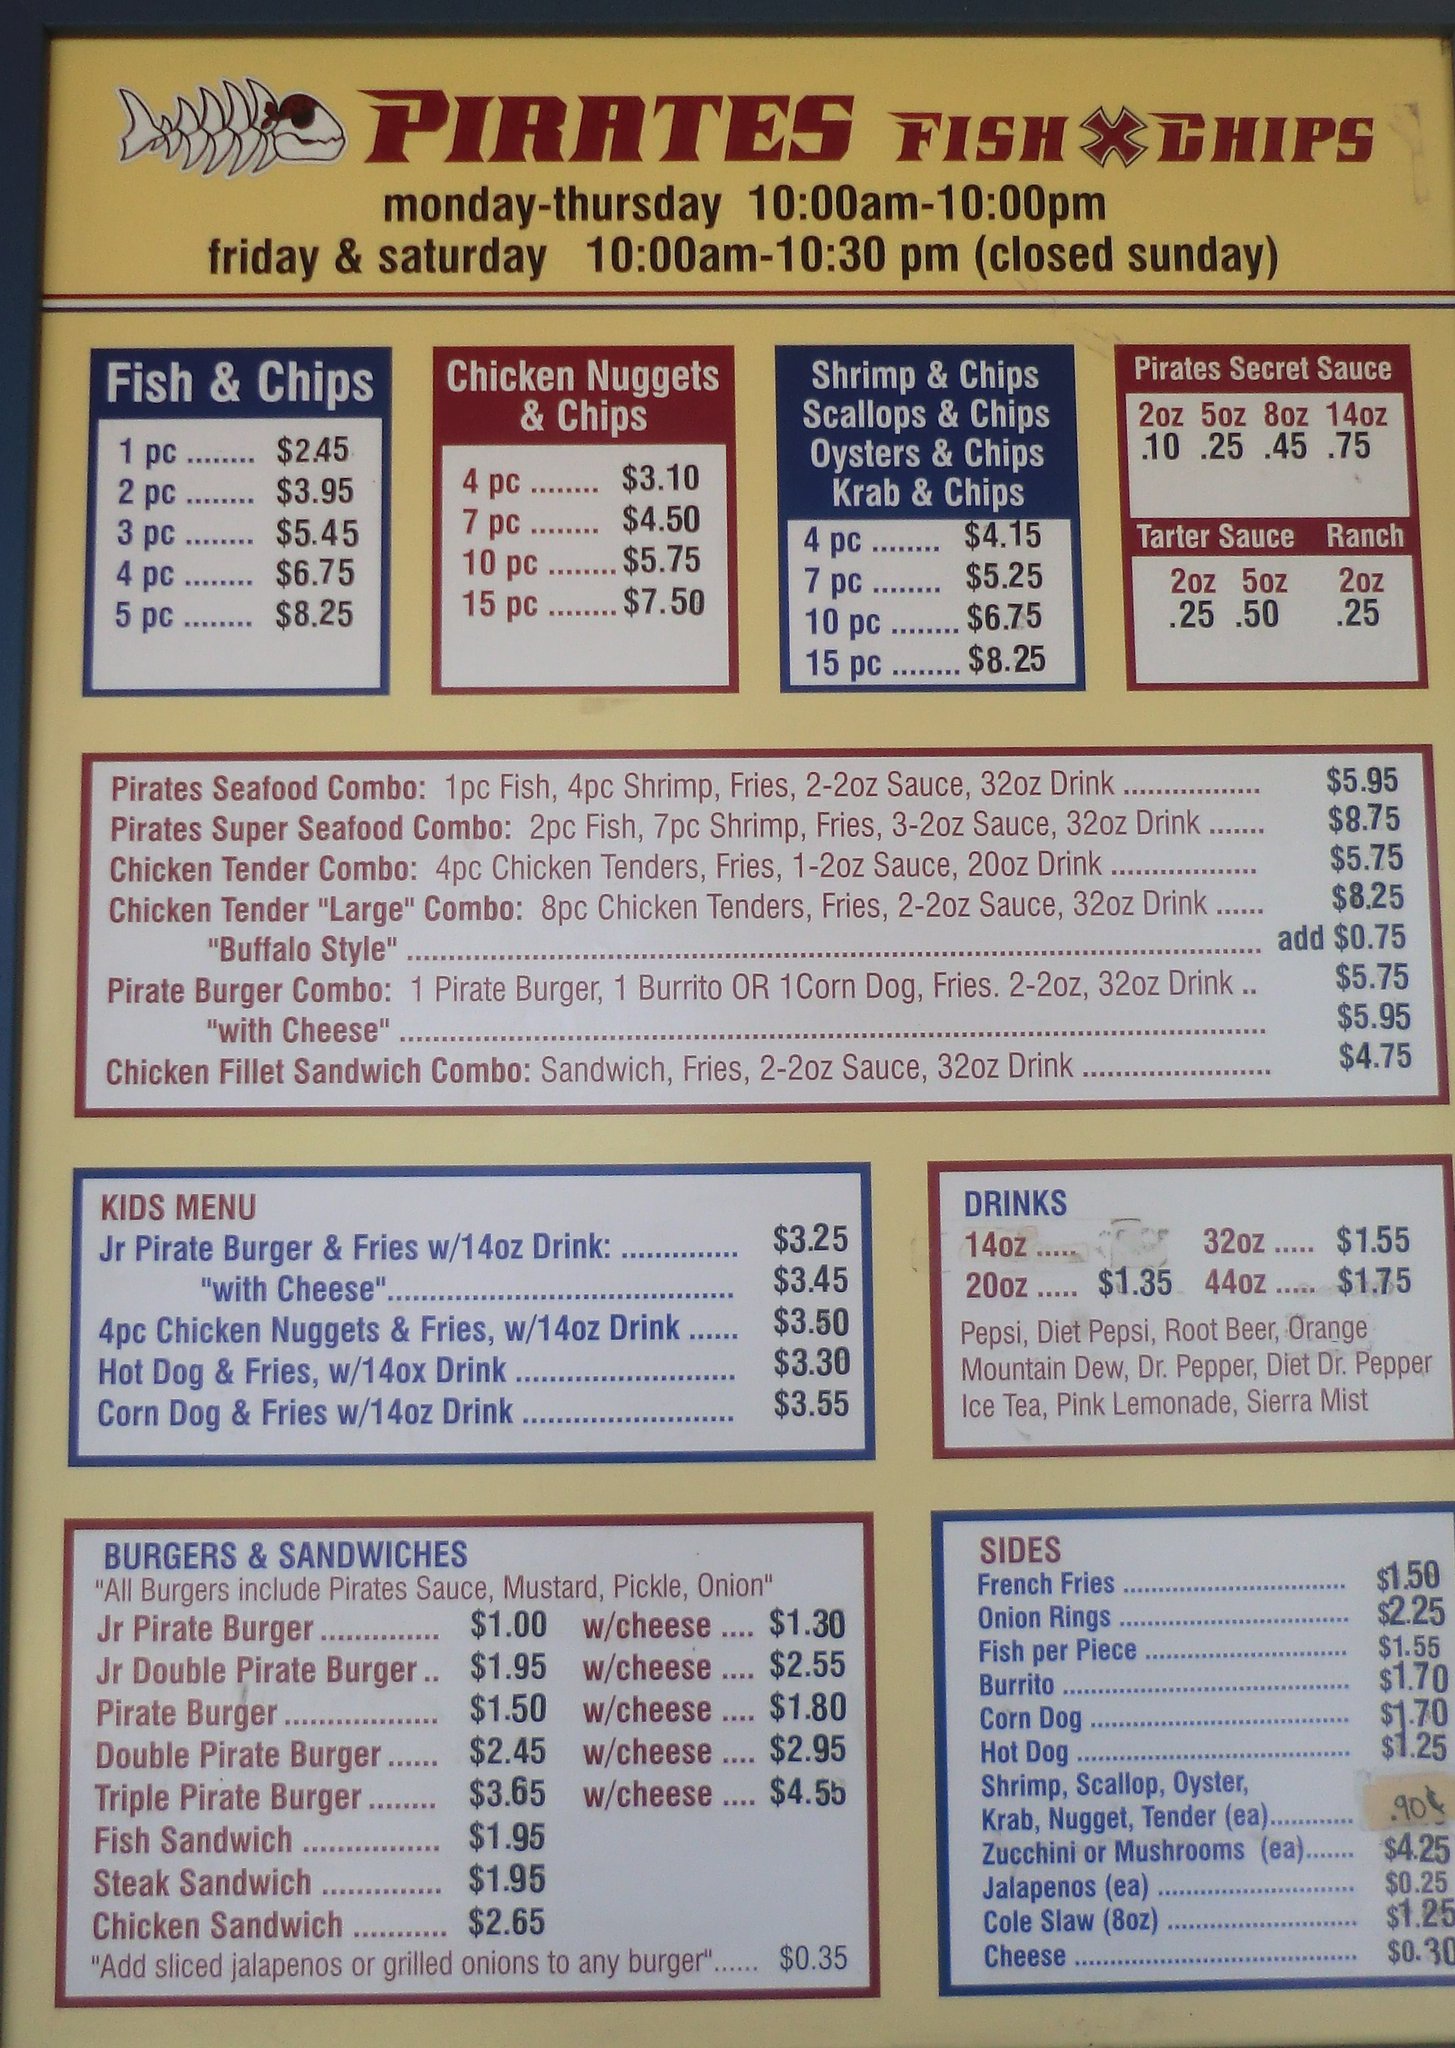 PIRATES FISH X CHIPS
monday-thursday 10:00am-10:00pm
friday & saturday 10:00am-10:30 pm (closed sunday)
Fish & Chips
1 pc ........ $2.45
2 pc ........ $3.95
3 pc ........ $5.45
4 pc ........ $6.75
5 pc ........ $8.25
Chicken Nuggets
& Chips
4 pc ........ $3.10
7 pc ........ $4.50
10 pc ........ $5.75
15 pc ........ $7.50
Shrimp & Chips
Scallops & Chips
Oysters & Chips
Krab & Chips
4 pc ........ $4.15
7 pc ........ $5.25
10 pc ........ $6.75
15 pc ........ $8.25
Pirates Secret Sauce
2oz 5oz 8oz 14oz
.10 .25 .45 .75
Tarter Sauce Ranch
2oz 5oz 2oz
.25 .50 .25
Pirates Seafood Combo: 1pc Fish, 4pc Shrimp, Fries, 2-2oz Sauce, 32oz Drink ................. $5.95
Pirates Super Seafood Combo: 2pc Fish, 7pc Shrimp, Fries, 3-2oz Sauce, 32oz Drink ....... $8.75
Chicken Tender Combo: 4pc Chicken Tenders, Fries, 1-2oz Sauce, 20oz Drink .................. $5.75
Chicken Tender "Large" Combo: 8pc Chicken Tenders, Fries, 2-2oz Sauce, 32oz Drink ...... $8.25
"Buffalo Style" .......... add $0.75
Pirate Burger Combo: 1 Pirate Burger, 1 Burrito OR 1Corn Dog, Fries. 2-2oz, 32oz Drink .. $5.75
"with Cheese" .......... $5.95
Chicken Fillet Sandwich Combo: Sandwich, Fries, 2-2oz Sauce, 32oz Drink ........................ $4.75
KIDS MENU
Jr Pirate Burger & Fries w/14oz Drink: .............. $3.25
"with Cheese".......... $3.45
4pc Chicken Nuggets & Fries, w/14oz Drink ...... $3.50
Hot Dog & Fries, w/14ox Drink .......................... $3.30
Corn Dog & Fries w/14oz Drink ......................... $3.55
DRINKS
14oz ..... 32oz ..... $1.55
20oz ..... $1.35 44oz ..... $1.75
Pepsi, Diet Pepsi, Root Beer, Orange
Mountain Dew, Dr. Pepper, Diet Dr. Pepper
Ice Tea, Pink Lemonade, Sierra Mist
BURGERS & SANDWICHES
"All Burgers include Pirates Sauce, Mustard, Pickle, Onion"
Jr Pirate Burger .............. $1.00 w/cheese .... $1.30
Jr Double Pirate Burger .. $1.95 w/cheese .... $2.55
Pirate Burger .................. $1.50 w/cheese .... $1.80
Double Pirate Burger ...... $2.45 w/cheese .... $2.95
Triple Pirate Burger ........ $3.65 w/cheese .... $4.55
Fish Sandwich ................ $1.95
Steak Sandwich .............. $1.95
Chicken Sandwich ........... $2.65
"Add sliced jalapenos or grilled onions to any burger"...... $0.35
SIDES
French Fries .......... $1.50
Onion Rings .......... $2.25
Fish per Piece .......... $1.55
Burrito .......... $1.70
Corn Dog .......... $1.70
Hot Dog .......... $1.25
Shrimp, Scallop, Oyster,
Krab, Nugget, Tender (ea)............ .90¢
Zucchini or Mushrooms (ea)....... $4.25
Jalapenos (ea) .......... $0.25
Cole Slaw (8oz) .......... $1.25
Cheese .......... $0.30